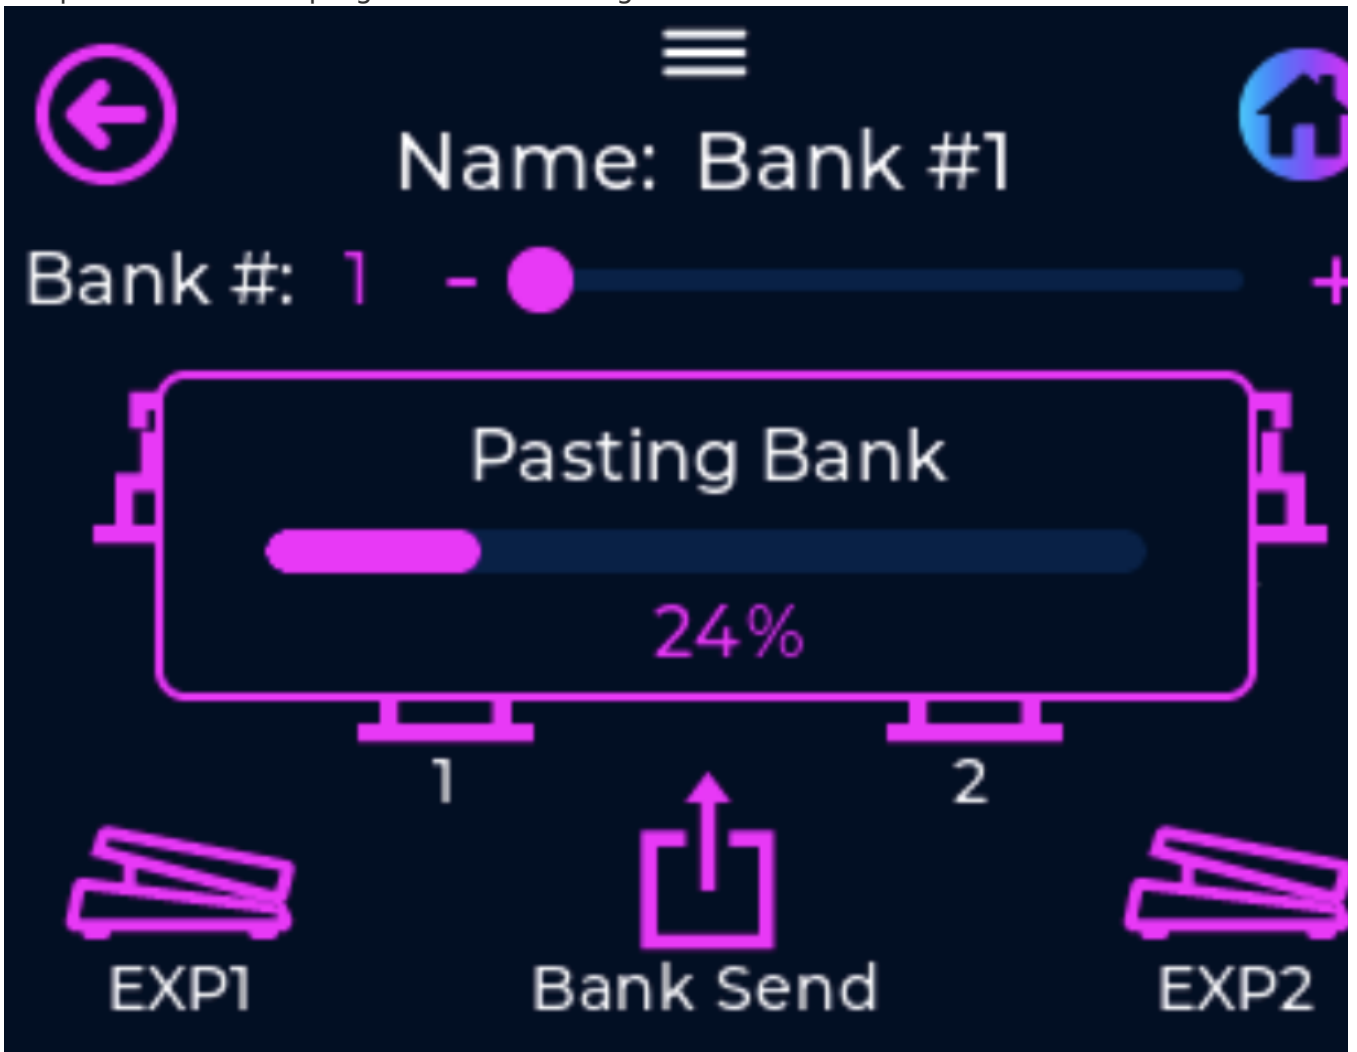 Name: Bank #1
Bank #: 1 - +
Pasting Bank
24%
1 2
EXP1 Bank Send EXP2